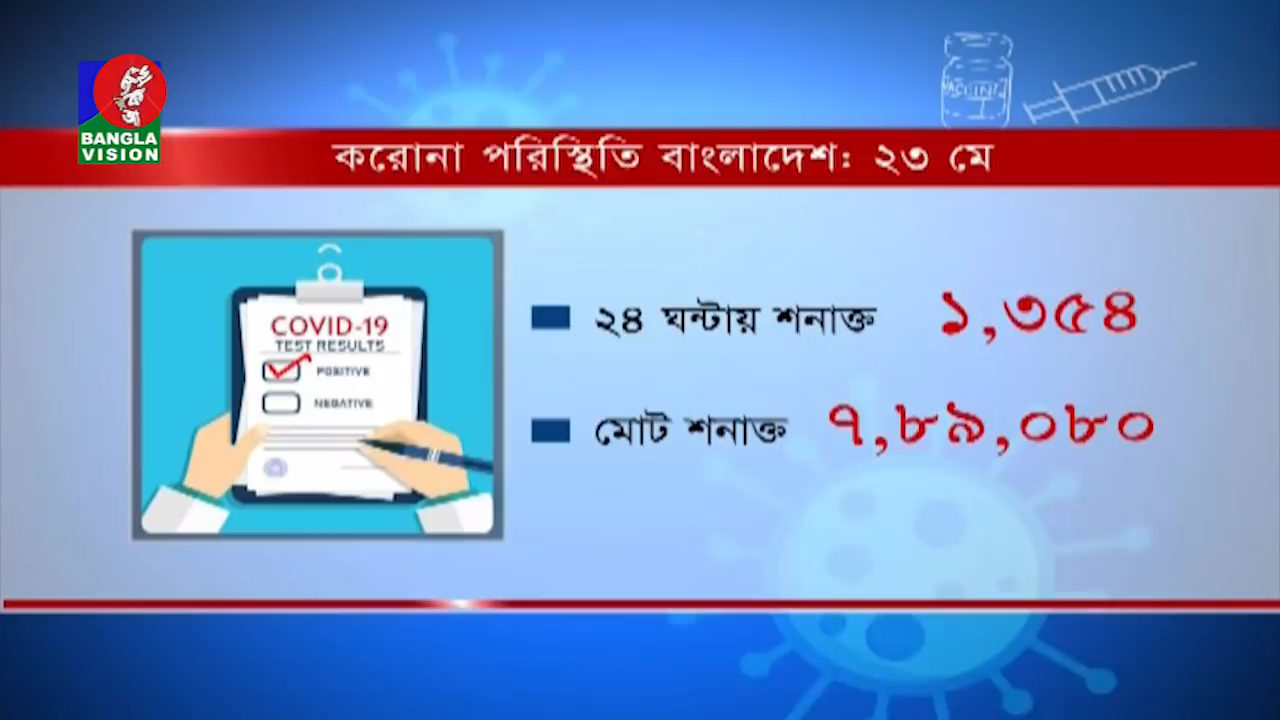 BANGLA
VISION
VACCINE
করোনা পরিস্থিতি বাংলাদেশ: ২৩ মে
COVID-19
TEST RESULTS
POSITIVE
NEGATIVE
২৪ ঘন্টায় শনাক্ত ১,৩৫৪
মোট শনাক্ত ৭,৮৯,০৮০